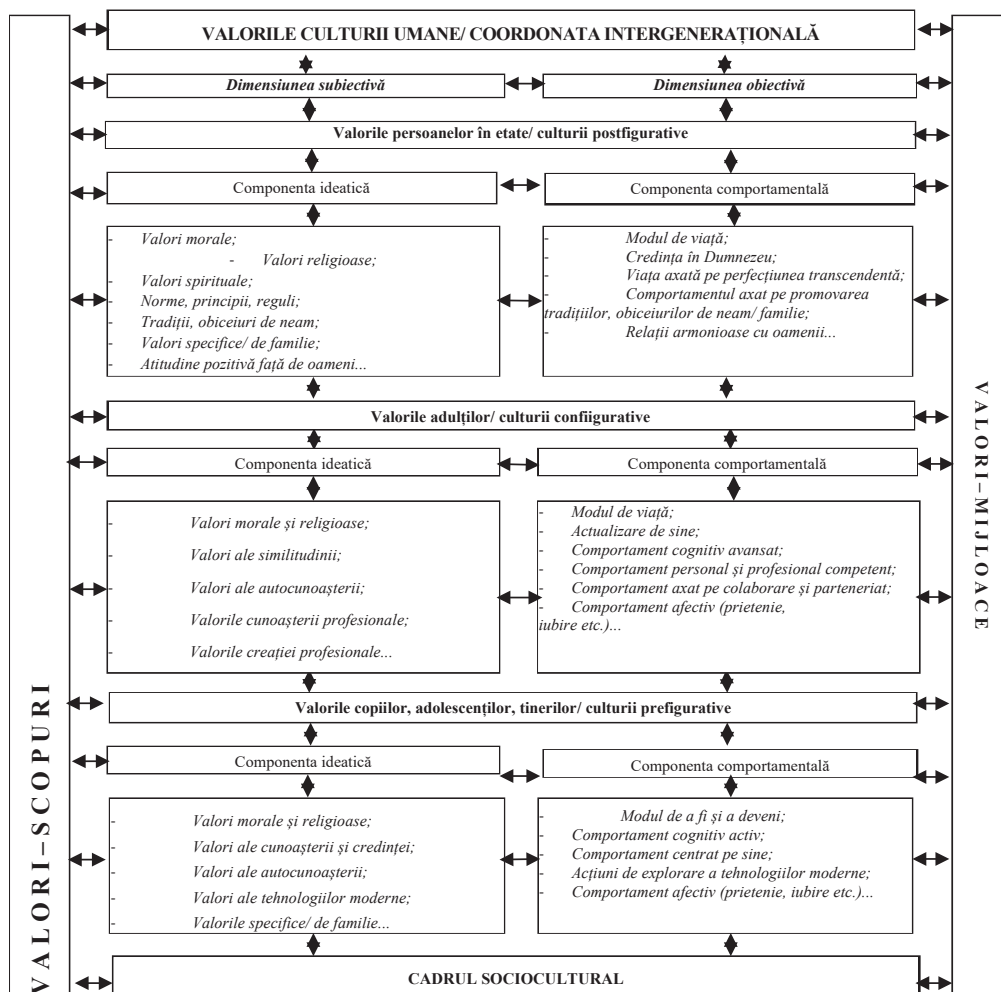 VALORILE CULTURII UMANE/ COORDONATA INTERGENERAȚIONALĂ
Dimensiunea subiectivă
Dimensiunea obiectivă
Valorile persoanelor în etate/ culturii postfigurative
Componenta ideatică
Componenta comportamentală
- Valori morale;
- Valori religioase;
- Valori spirituale;
- Norme, principii, reguli;
- Tradiții, obiceiuri de neam;
- Valori specifice/ de familie;
- Atitudine pozitivă față de oameni...
- Modul de viață;
- Credința în Dumnezeu;
- Viața axată pe perfecțiunea transcendentă;
- Comportamentul axat pe promovarea
tradițiilor, obiceiurilor de neam/ familie;
- Relații armonioase cu oamenii...
Valorile adulților/ culturii confiigurative
Componenta ideatică
Componenta comportamentală
- Valori morale și religioase;
- Valori ale similitudinii;
- Valori ale autocunoașterii;
- Valorile cunoașterii profesionale;
- Valorile creației profesionale...
- Modul de viață;
- Actualizare de sine;
- Comportament cognitiv avansat;
- Comportament personal și profesional competent;
- Comportament axat pe colaborare și parteneriat;
- Comportament afectiv (prietenie,
iubire etc.)...
Valorile copiilor, adolescenților, tinerilor/ culturii prefigurative
Componenta ideatică
Componenta comportamentală
- Valori morale și religioase;
- Valori ale cunoașterii și credinței;
- Valori ale autocunoașterii;
- Valori ale tehnologiilor moderne;
- Valorile specifice/ de familie...
- Modul de a fi și a deveni;
- Comportament cognitiv activ;
- Comportament centrat pe sine;
- Acțiuni de explorare a tehnologiilor moderne;
- Comportament afectiv (prietenie, iubire etc.)...
CADRUL SOCIOCULTURAL
VALORI–SCOPURI
VALORI–MIJLOACE